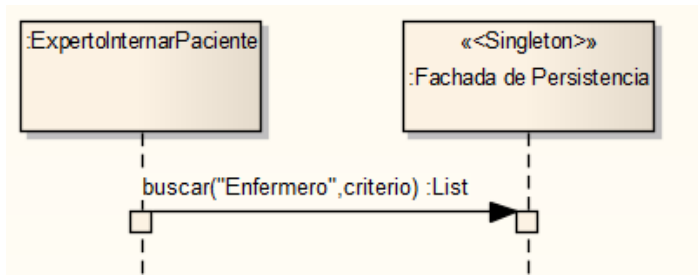 :ExpertoInternarPaciente
«<Singleton>»
:Fachada de Persistencia
buscar("Enfermero",criterio) :List